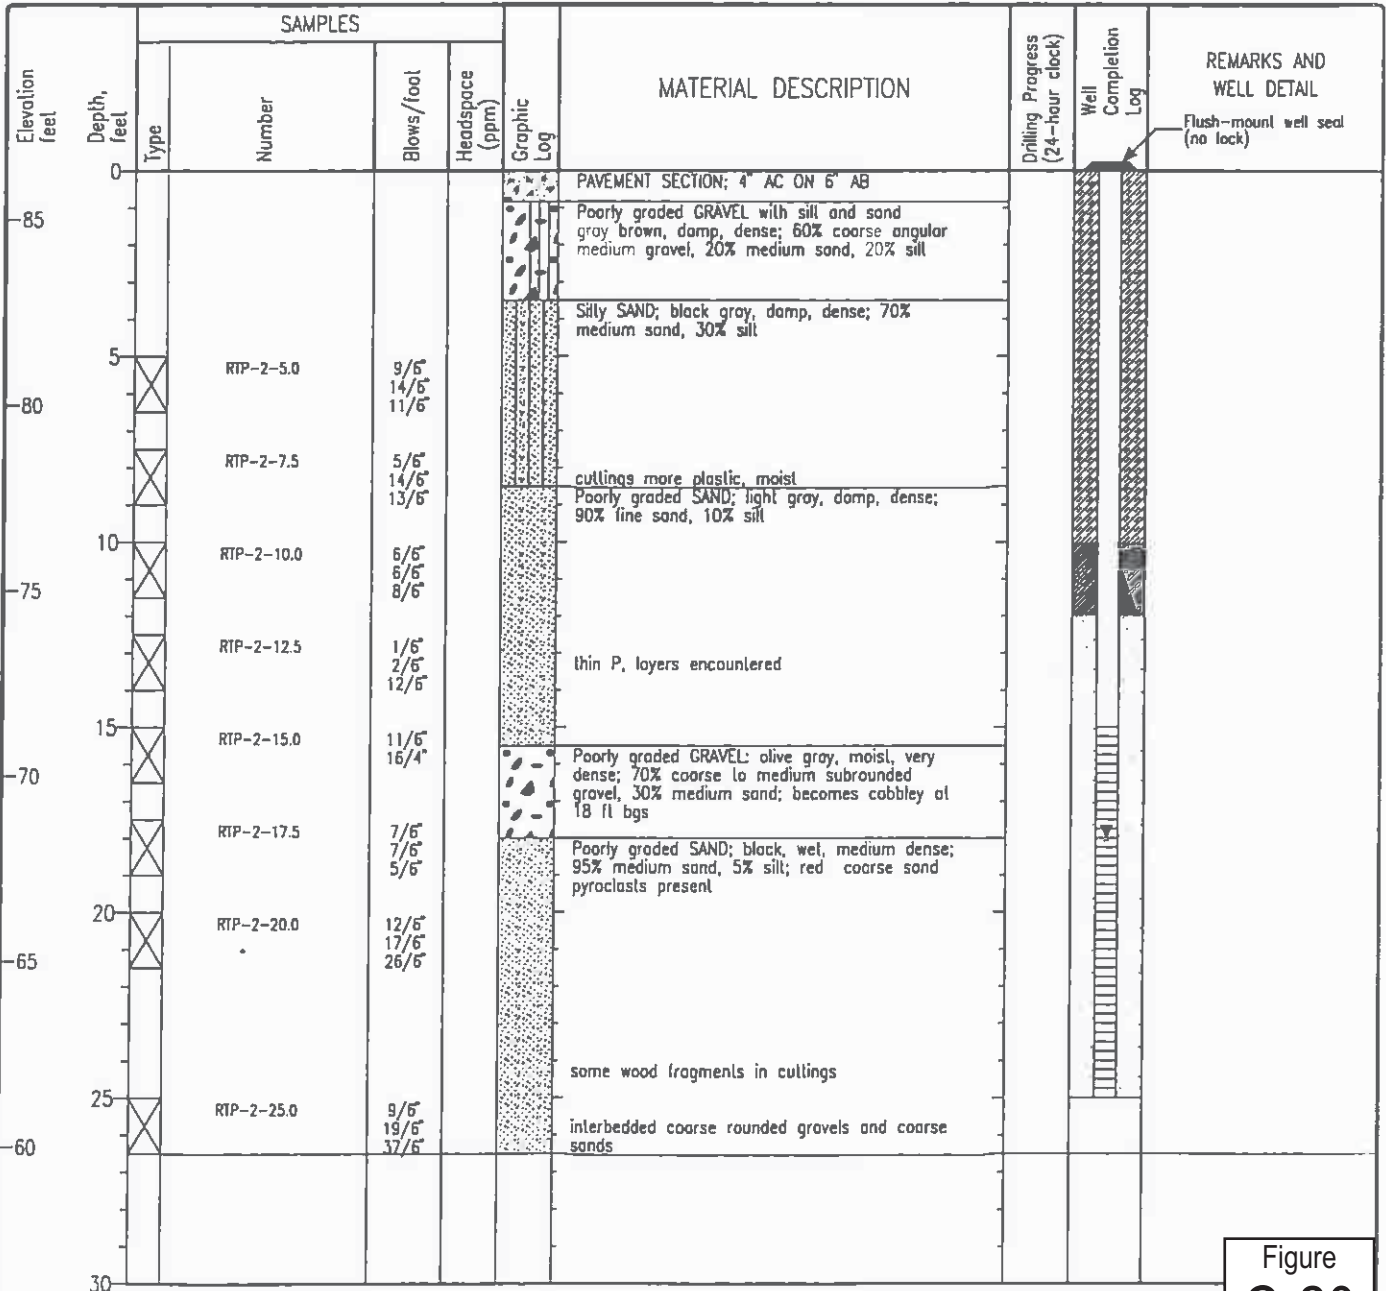 SAMPLES
Elevation
feet
Depth,
feet
Type
Number
Blows/foot
Headspace
(ppm)
Graphic
Log
MATERIAL DESCRIPTION
Drilling Progress
(24-hour clock)
Well
Completion
Log
REMARKS AND
WELL DETAIL
Flush-mount well seal
(no lock)
0
PAVEMENT SECTION; 4" AC ON 6" AB
85
Poorly graded GRAVEL with silt and sand
gray brown, damp, dense; 60% coarse angular
medium gravel, 20% medium sand, 20% silt
Silty SAND; black gray, damp, dense; 70%
medium sand, 30% silt
5
RTP-2-5.0
9/6"
14/6"
11/6"
80
RTP-2-7.5
5/6"
14/6"
13/6"
cuttings more plastic, moist
Poorly graded SAND; light gray, damp, dense;
90% fine sand, 10% silt
10
RTP-2-10.0
6/6"
6/6"
8/6"
75
RTP-2-12.5
1/6"
2/6"
12/6"
thin P, layers encountered
15
RTP-2-15.0
11/6"
16/4"
70
Poorly graded GRAVEL: olive gray, moist, very
dense; 70% coarse to medium subrounded
gravel, 30% medium sand; becomes cobbley at
18 ft bgs
RTP-2-17.5
7/6"
7/6"
5/6"
Poorly graded SAND; black, wet, medium dense;
95% medium sand, 5% silt; red coarse sand
pyroclasts present
20
RTP-2-20.0
12/6"
17/6"
26/6"
65
some wood fragments in cuttings
25
RTP-2-25.0
9/6"
19/6"
37/6"
interbedded coarse rounded gravels and coarse
sands
60
30
Figure